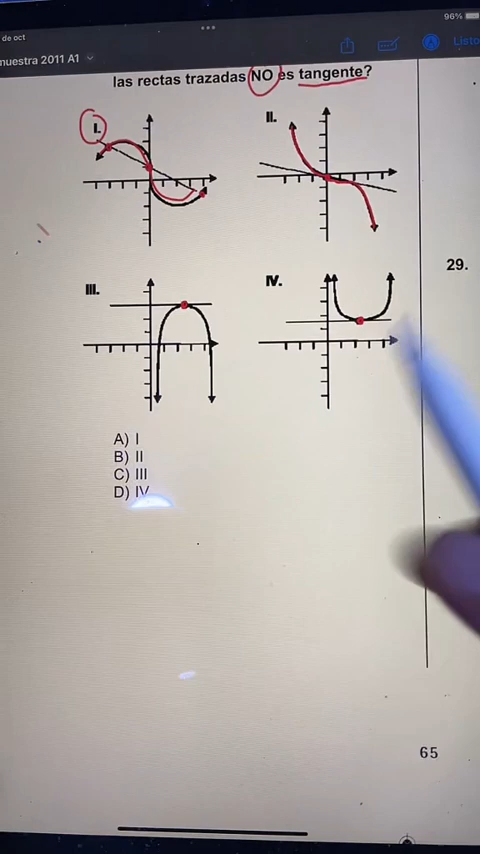 96%
de oct
Listo
nuestra 2011 A1
las rectas trazadas NO es tangente?
I.
II.
29.
III.
IV.
A) I
B) II
C) III
D) IV
65